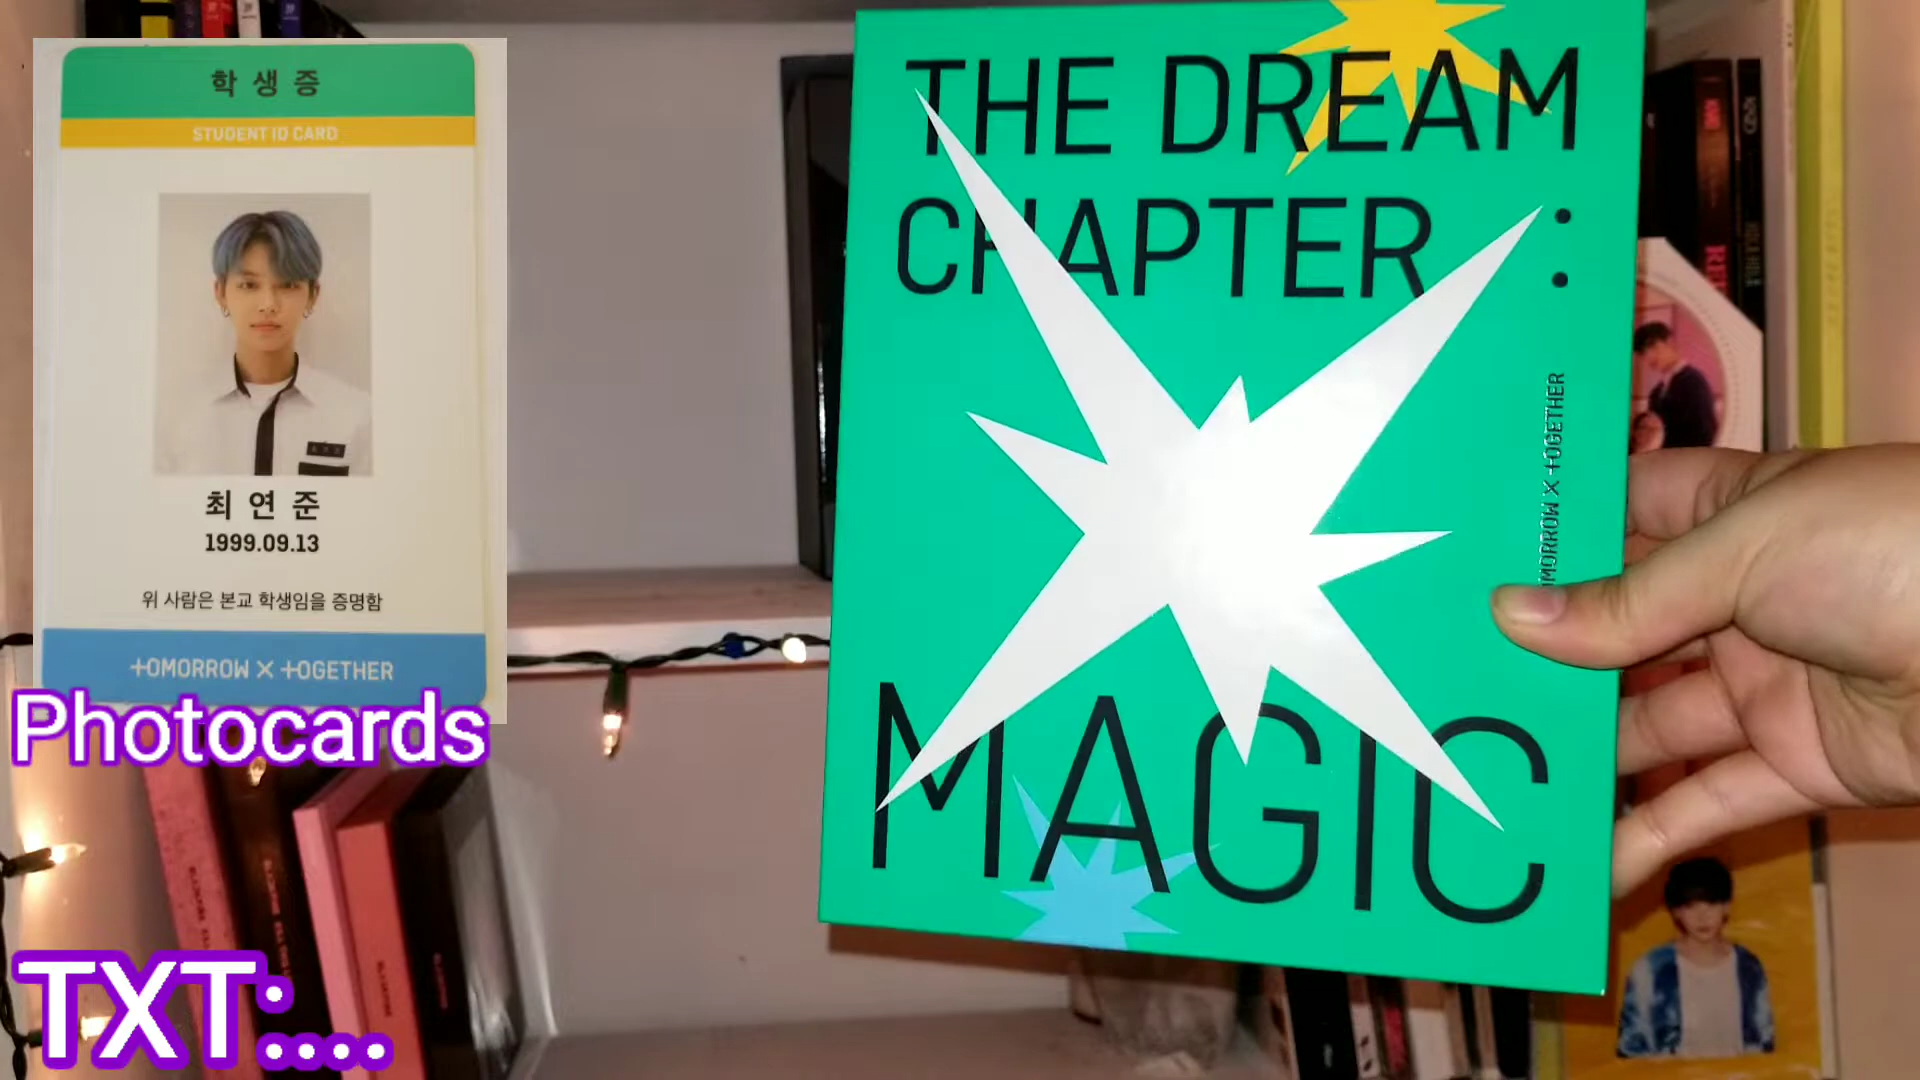 학생증
STUDENT ID CARD
최연준
1999.09.13
위 사람은 본교 학생임을 증명함
TOMORROW X TOGETHER
Photocards
TXT:....
THE DREAM
CHAPTER :
MAGIC
MORROW X TOGETHER